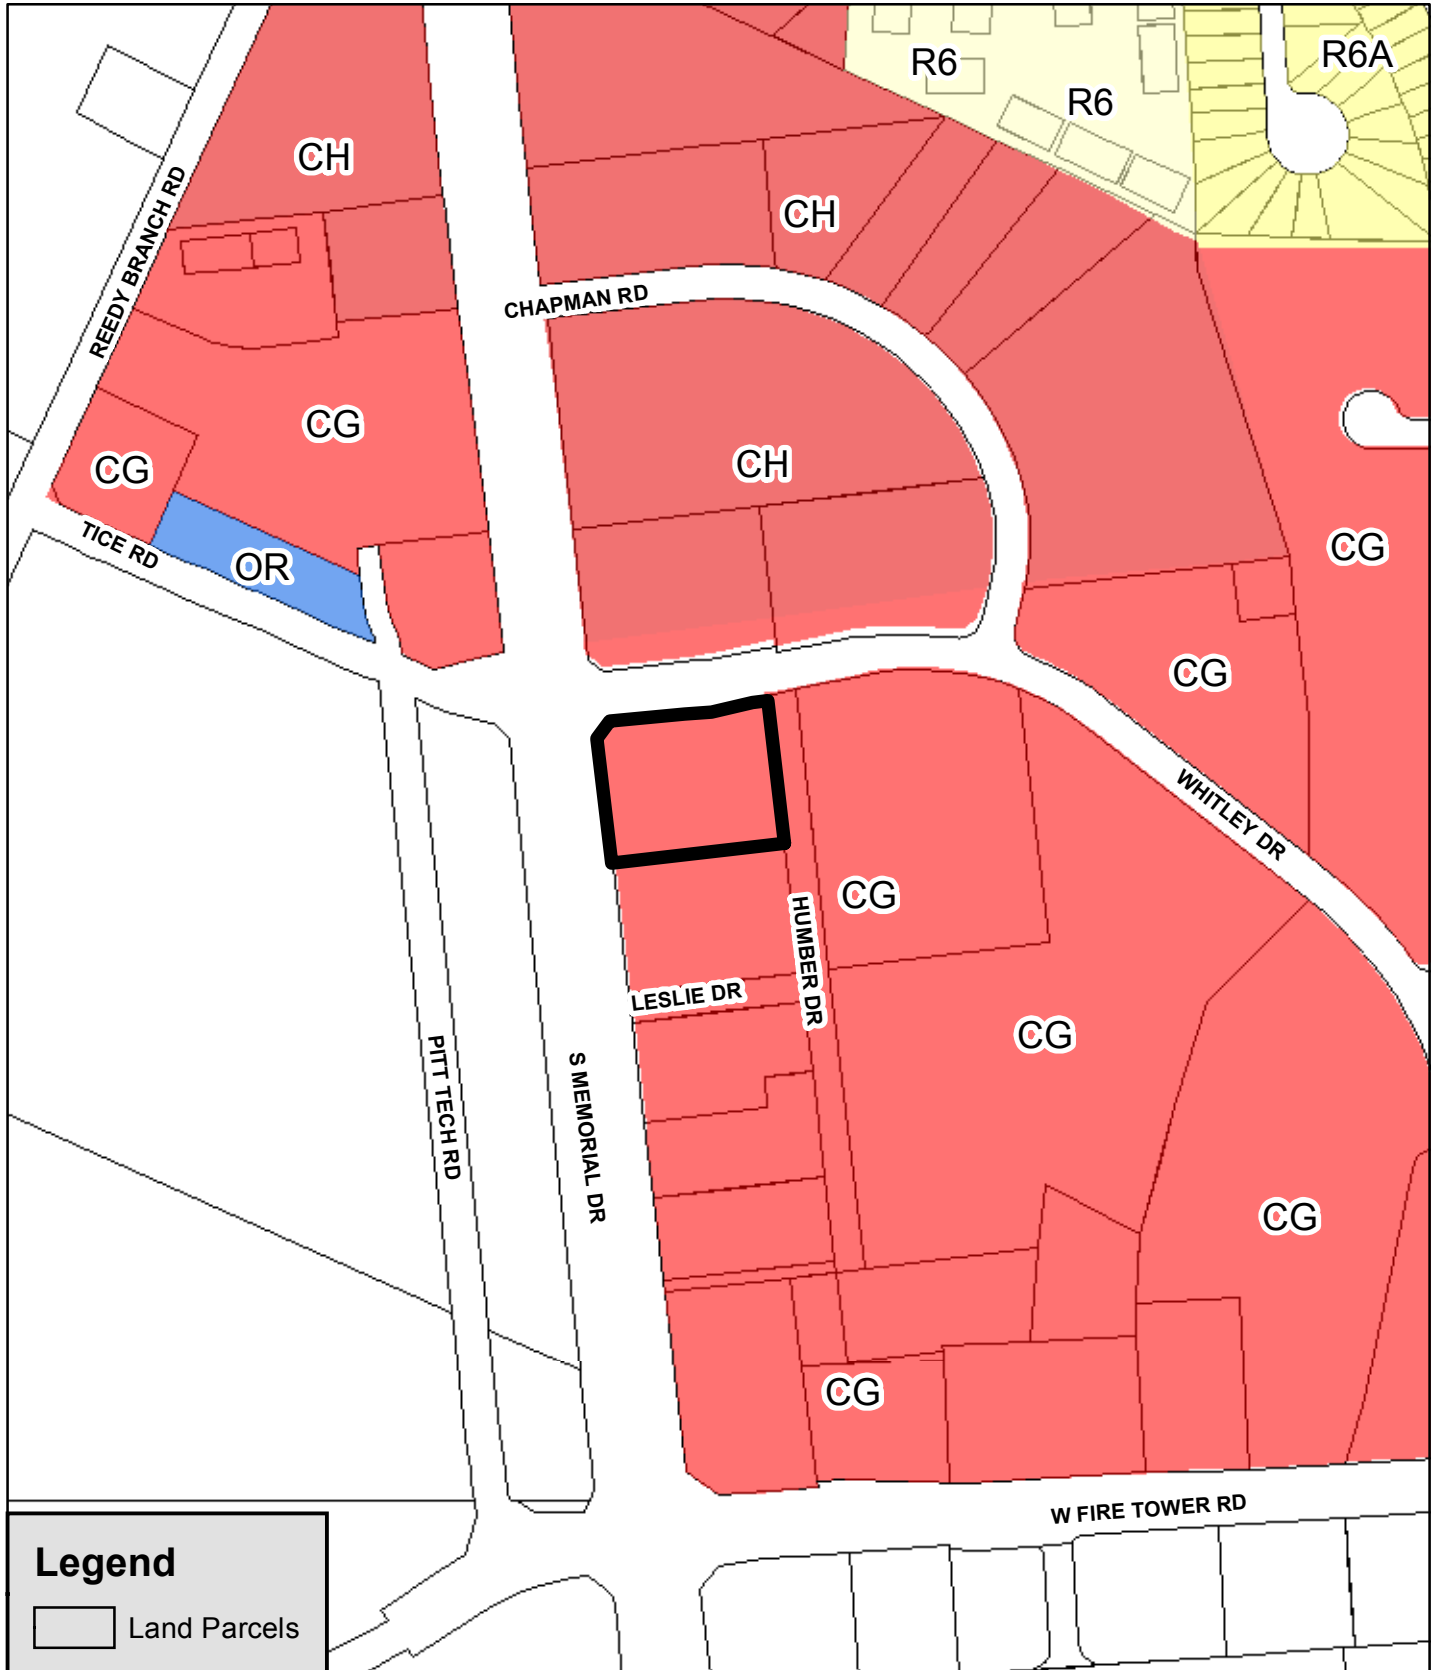 R6
R6A
R6
CH
CH
REEDY BRANCH RD
CHAPMAN RD
CG
CG
CH
TICE RD
OR
CG
CG
WHITLEY DR
CG
HUMBER DR
LESLIE DR
CG
PITT TECH RD
S MEMORIAL DR
CG
CG
W FIRE TOWER RD
Legend
Land Parcels